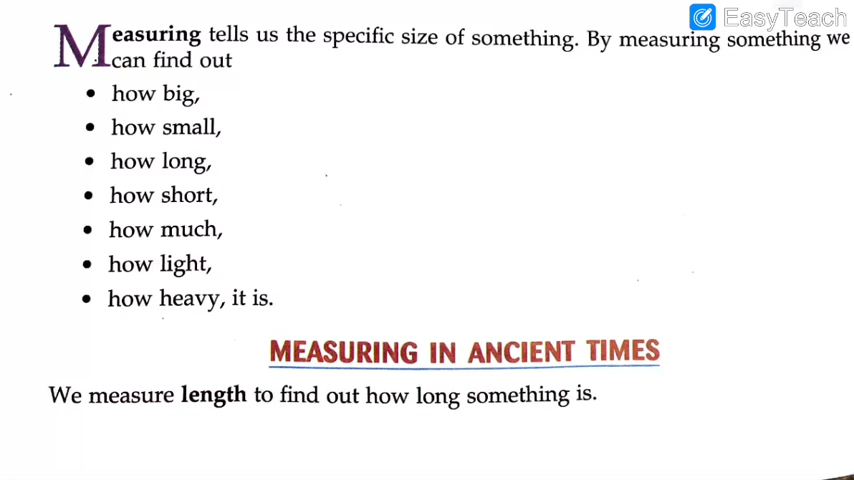 EasyTeach
Measuring tells us the specific size of something. By measuring something we
can find out
• how big,
• how small,
• how long,
• how short,
• how much,
• how light,
• how heavy, it is.
MEASURING IN ANCIENT TIMES
We measure length to find out how long something is.